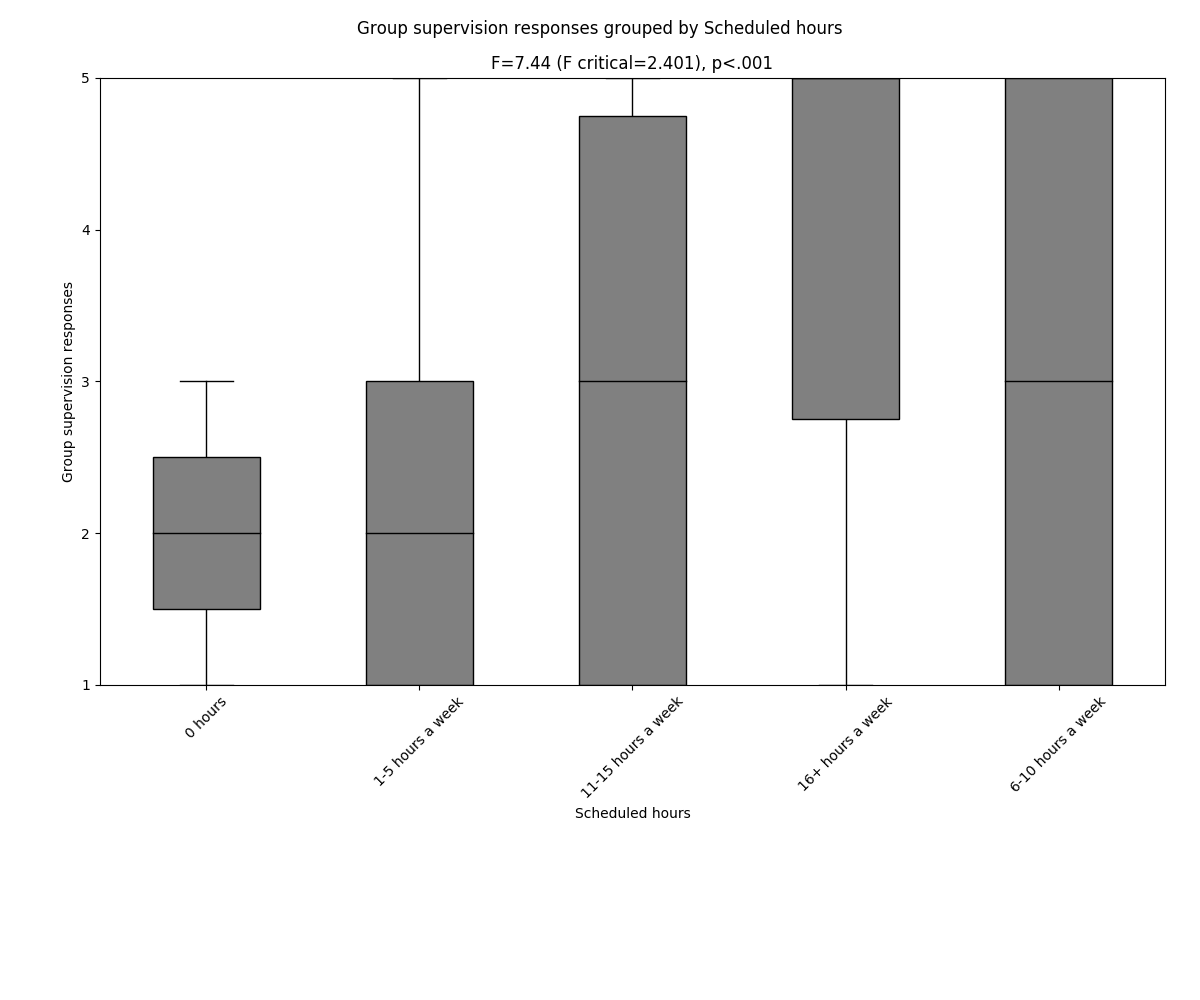 Group supervision responses grouped by Scheduled hours
F=7.44 (F critical=2.401), p<.001
5
4
3
2
1
Group supervision responses
0 hours
1-5 hours a week
11-15 hours a week
16+ hours a week
6-10 hours a week
Scheduled hours